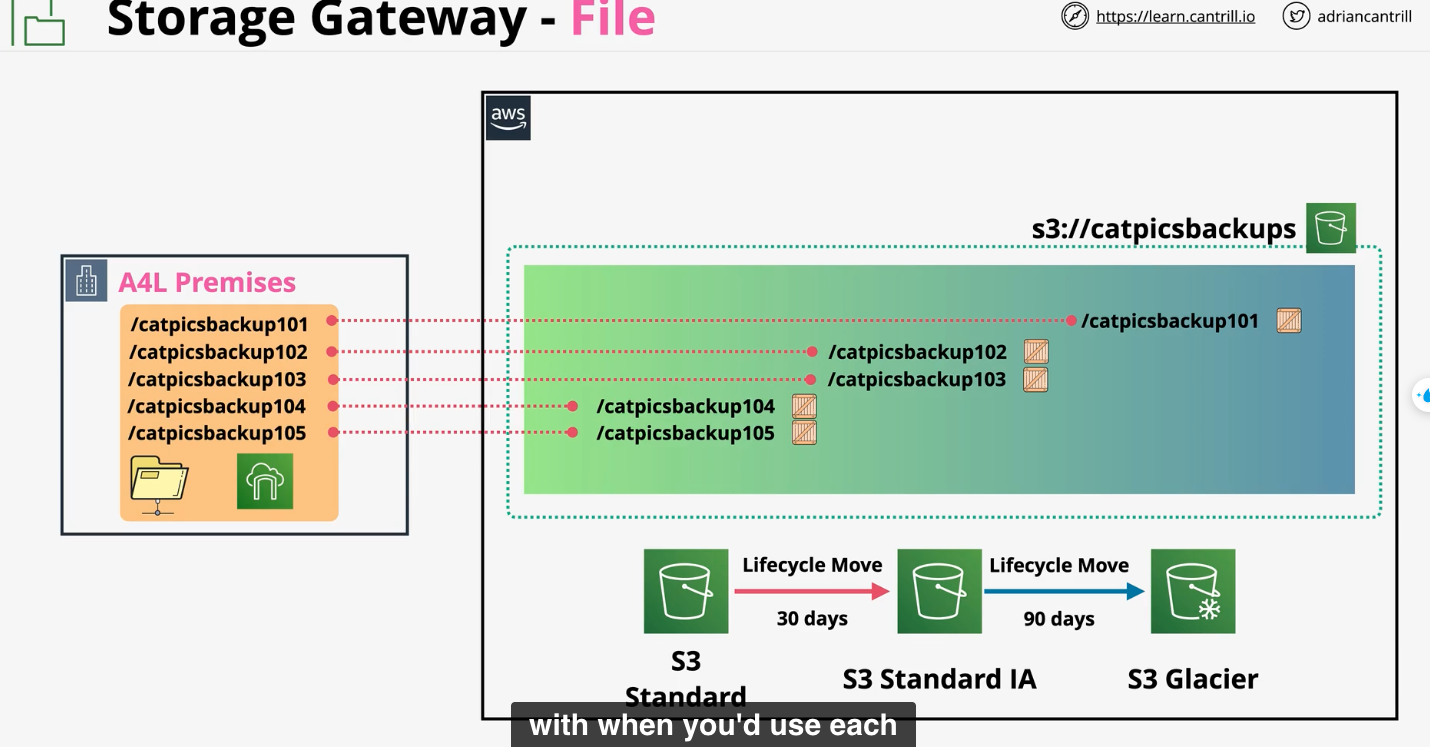 Storage Gateway - File
https://learn.cantrill.io
adriancantrill
aws
s3://catpicsbackups
A4L Premises
/catpicsbackup101
/catpicsbackup102
/catpicsbackup103
/catpicsbackup104
/catpicsbackup105
/catpicsbackup101
/catpicsbackup102
/catpicsbackup103
/catpicsbackup104
/catpicsbackup105
Lifecycle Move
30 days
Lifecycle Move
90 days
S3
Standard
S3 Standard IA
S3 Glacier
with when you'd use each